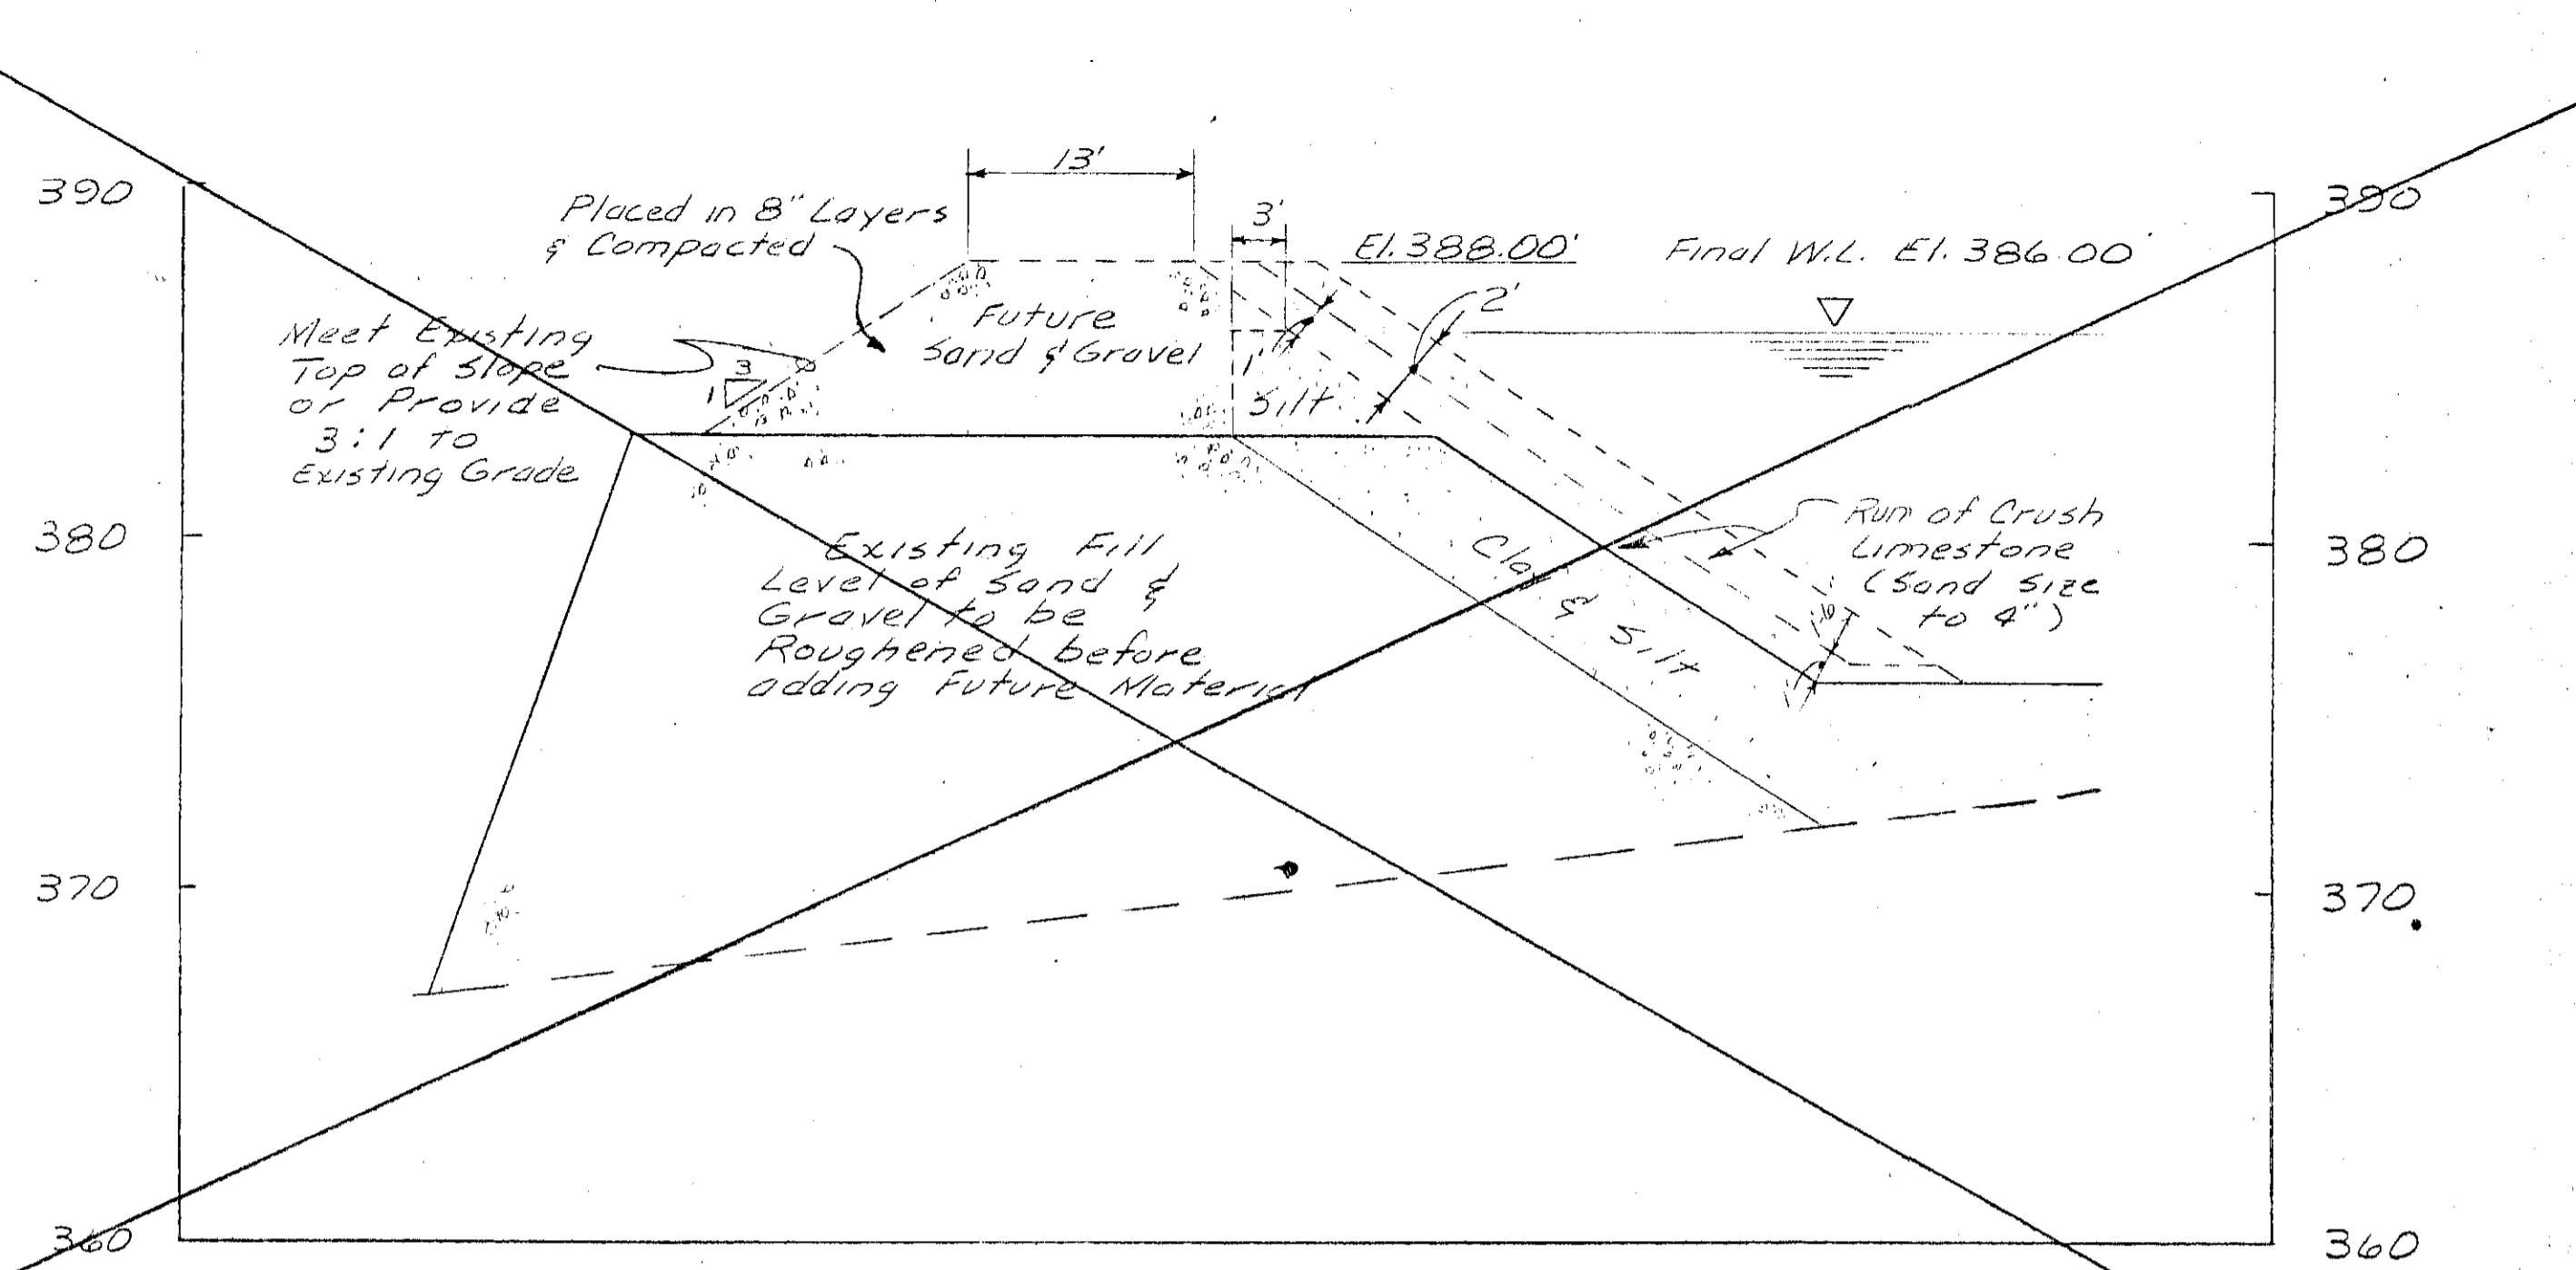 13'
390
390
Placed in 8" Layers
& Compacted
3'
El. 388.00'
Final W.L. El. 386.00'
2'
Meet Existing
Top of Slope
or Provide
3:1 to
Existing Grade
3
1
Future
Sand & Gravel
1'
Silt
380
380
Run of Crush
Limestone
(Sand Size
to 4")
Existing Fill
Level of Sand &
Gravel to be
Roughened before
adding Future Material
Clay & Silt
1'
370
370
360
360